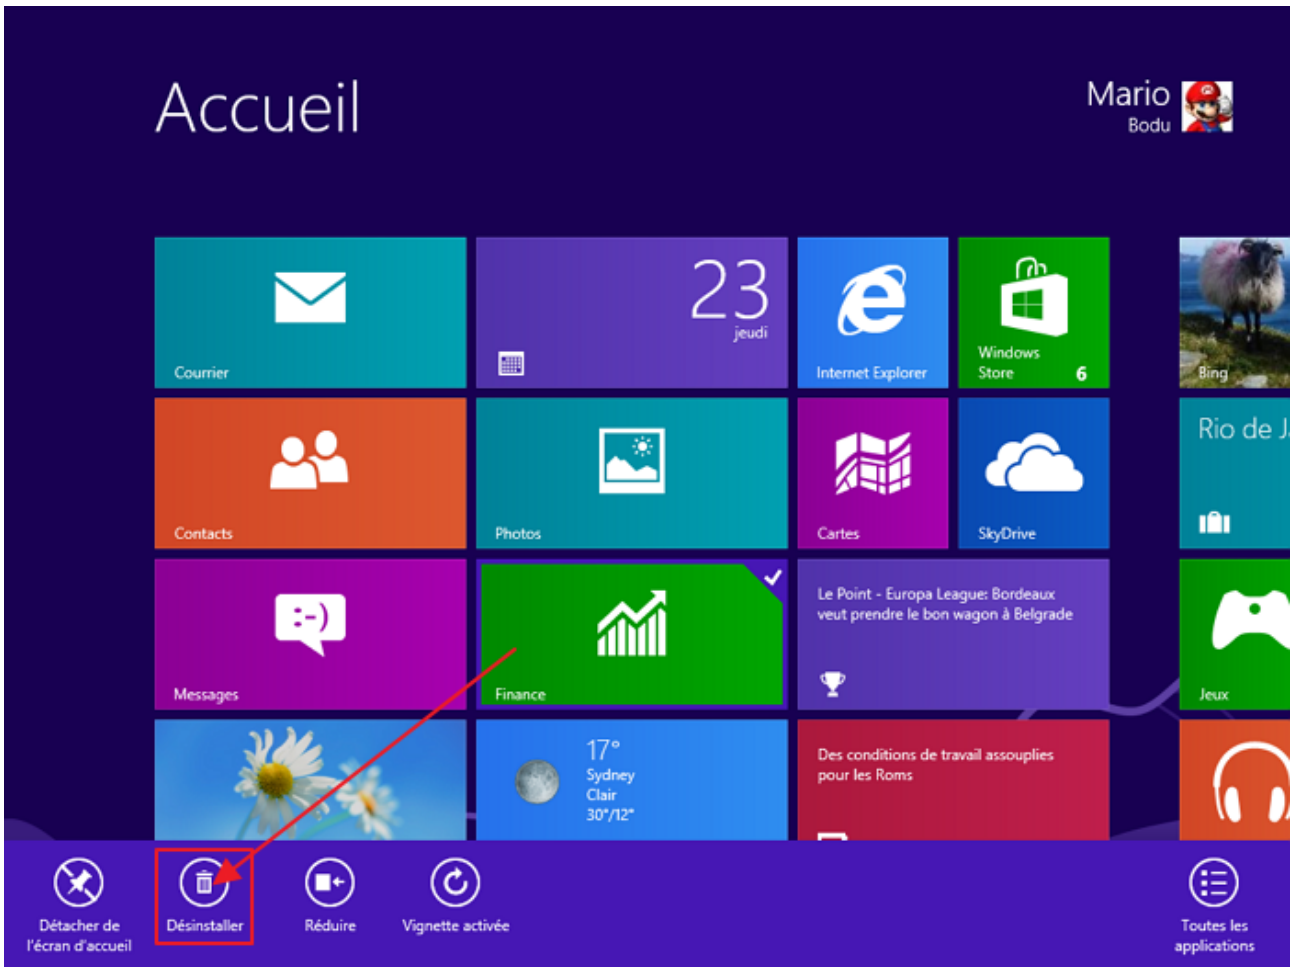 Accueil
Mario
Bodu
Courrier
23
jeudi
Internet Explorer
Windows
Store 6
Bing
Contacts
Photos
Cartes
SkyDrive
Rio de J
Messages
:-)
Finance
Le Point - Europa League: Bordeaux
veut prendre le bon wagon à Belgrade
Jeux
17°
Sydney
Clair
30°/12°
Des conditions de travail assouplies
pour les Roms
Détacher de
l'écran d'accueil
Désinstaller
Réduire
Vignette activée
Toutes les
applications